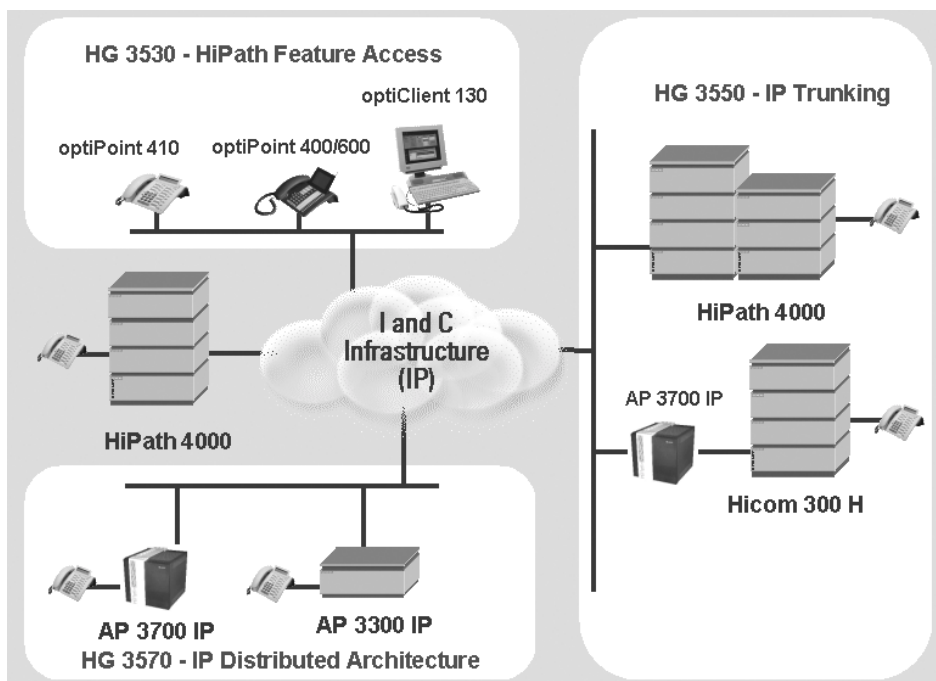 HG 3530 - HiPath Feature Access
optiClient 130
optiPoint 410
optiPoint 400/600
HG 3550 - IP Trunking
HiPath 4000
I and C
Infrastructure
(IP)
HiPath 4000
AP 3700 IP
Hicom 300 H
AP 3700 IP
AP 3300 IP
HG 3570 - IP Distributed Architecture